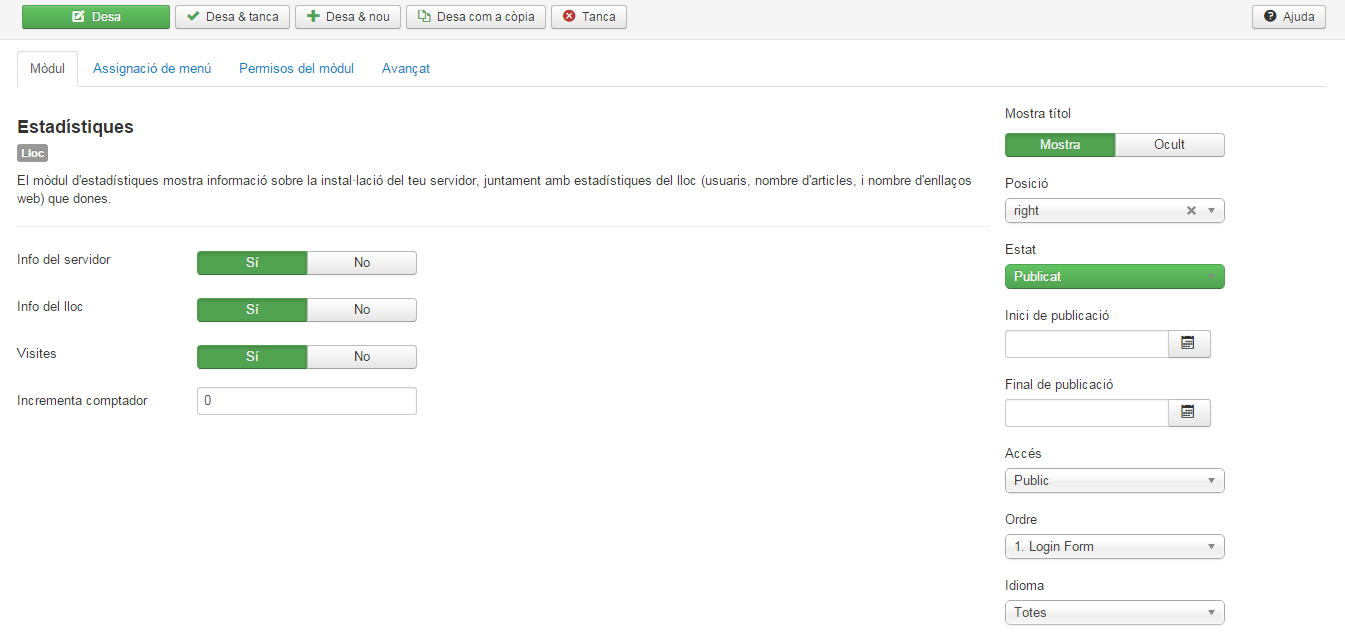 Desa
Desa & tanca
Desa & nou
Desa com a còpia
Tanca
Ajuda
Mòdul
Assignació de menú
Permisos del mòdul
Avançat
Estadístiques
Lloc
El mòdul d'estadístiques mostra informació sobre la instal·lació del teu servidor, juntament amb estadístiques del lloc (usuaris, nombre d'articles, i nombre d'enllaços
web) que dones.
Info del servidor
Sí
No
Info del lloc
Sí
No
Visites
Sí
No
Incrementa comptador
0
Mostra títol
Mostra
Ocult
Posició
right
Estat
Publicat
Inici de publicació
Final de publicació
Accés
Public
Ordre
1. Login Form
Idioma
Totes